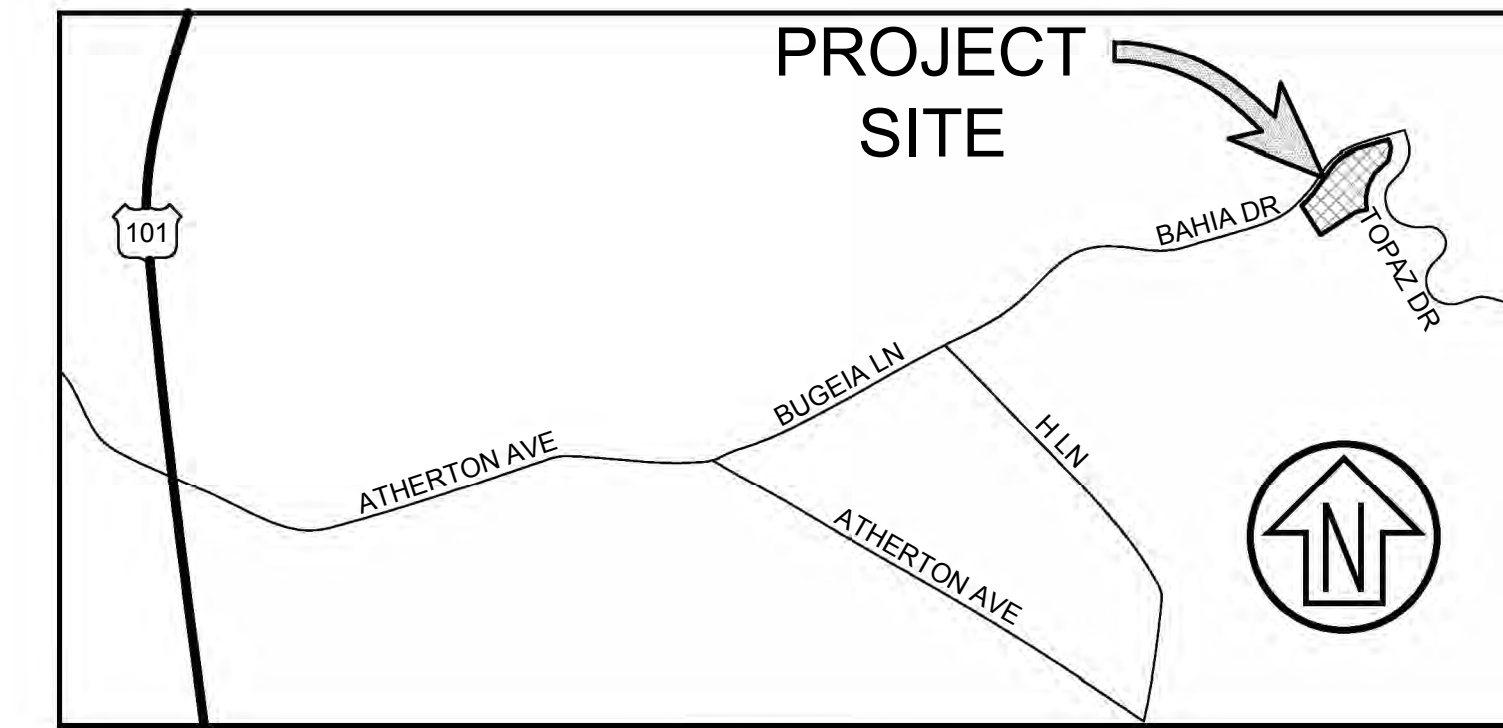 PROJECT
SITE
101
BAHIA DR
TOPAZ DR
BUGEIA LN
H LN
ATHERTON AVE
ATHERTON AVE
N